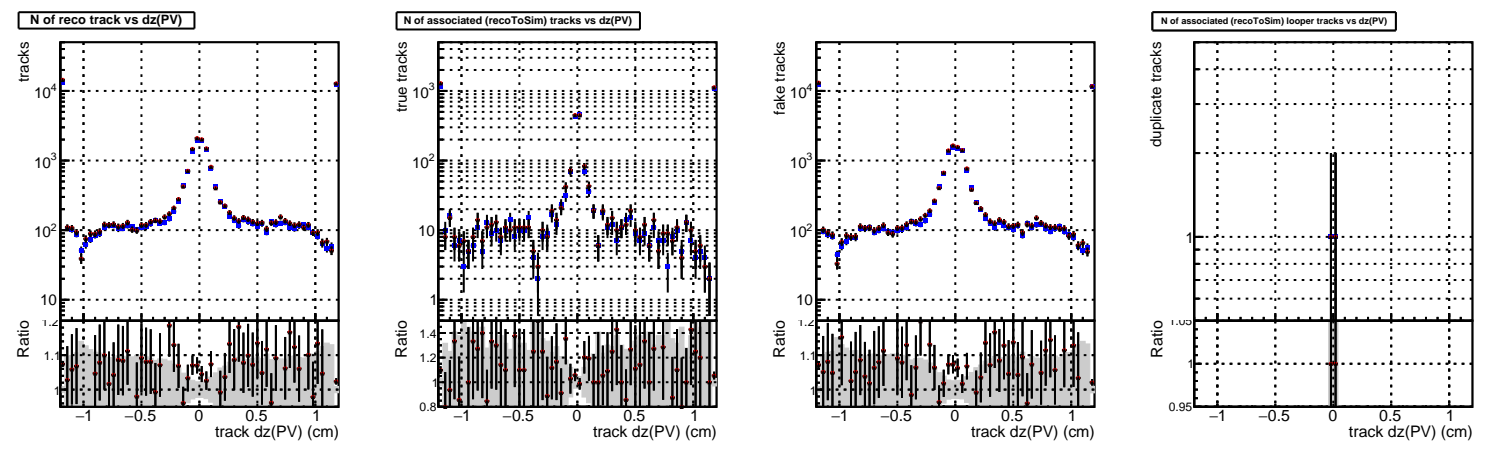 N of reco track vs dz(PV)
tracks
10⁴
10³
10²
10
Ratio
1.2
1.1
1
−1 −0.5 0 0.5 1
track dz(PV) (cm)
N of associated (recoToSim) tracks vs dz(PV)
true tracks
10³
10²
10
1
Ratio
1.4
1.2
1
0.8
−1 −0.5 0 0.5 1
track dz(PV) (cm)
fake tracks
10⁴
10³
10²
10
Ratio
1.2
1.1
1
−1 −0.5 0 0.5 1
track dz(PV) (cm)
N of associated (recoToSim) looper tracks vs dz(PV)
duplicate tracks
1
Ratio
1.05
1
0.95
−1 −0.5 0 0.5 1
track dz(PV) (cm)